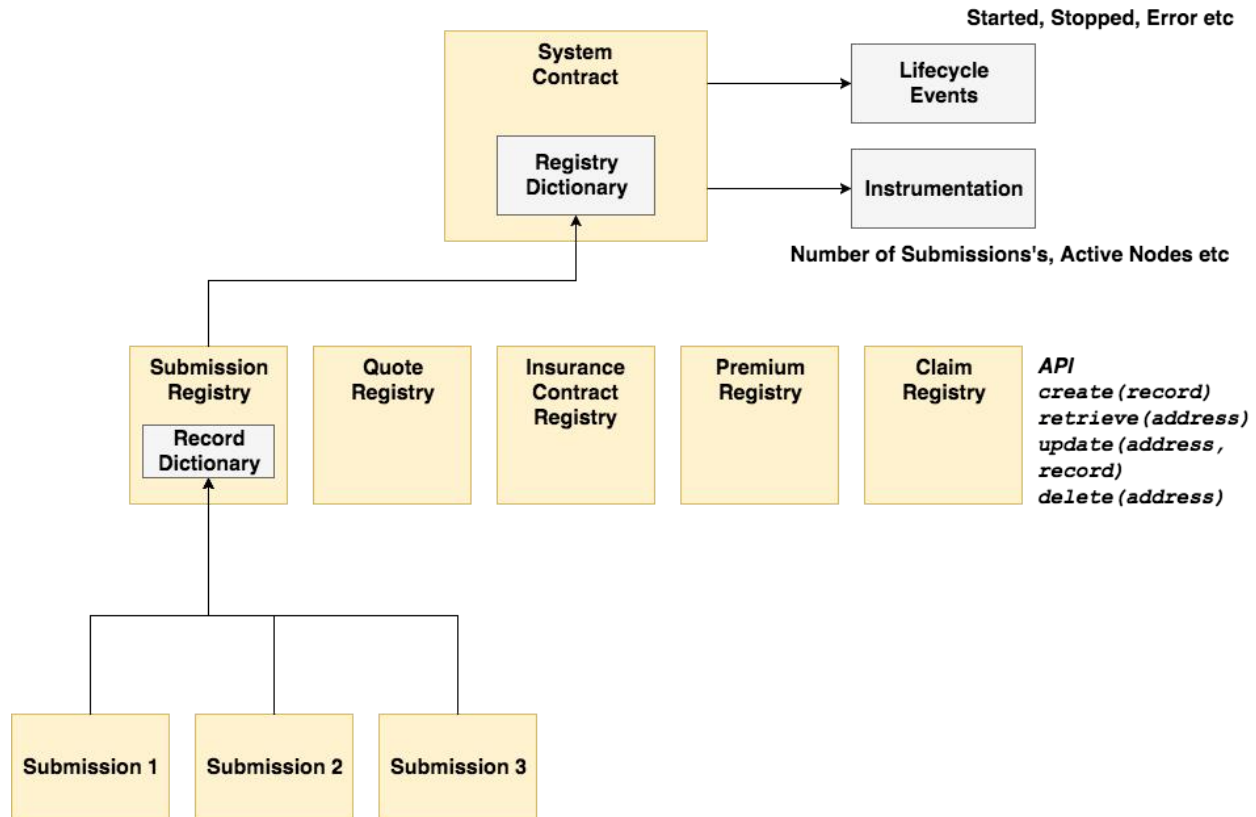 Started, Stopped, Error etc
System
Contract
Lifecycle
Events
Registry
Dictionary
Instrumentation
Number of Submissions's, Active Nodes etc
Submission
Registry
Record
Dictionary
Quote
Registry
Insurance
Contract
Registry
Premium
Registry
Claim
Registry
API
create(record)
retrieve(address)
update(address,
record)
delete(address)
Submission 1
Submission 2
Submission 3